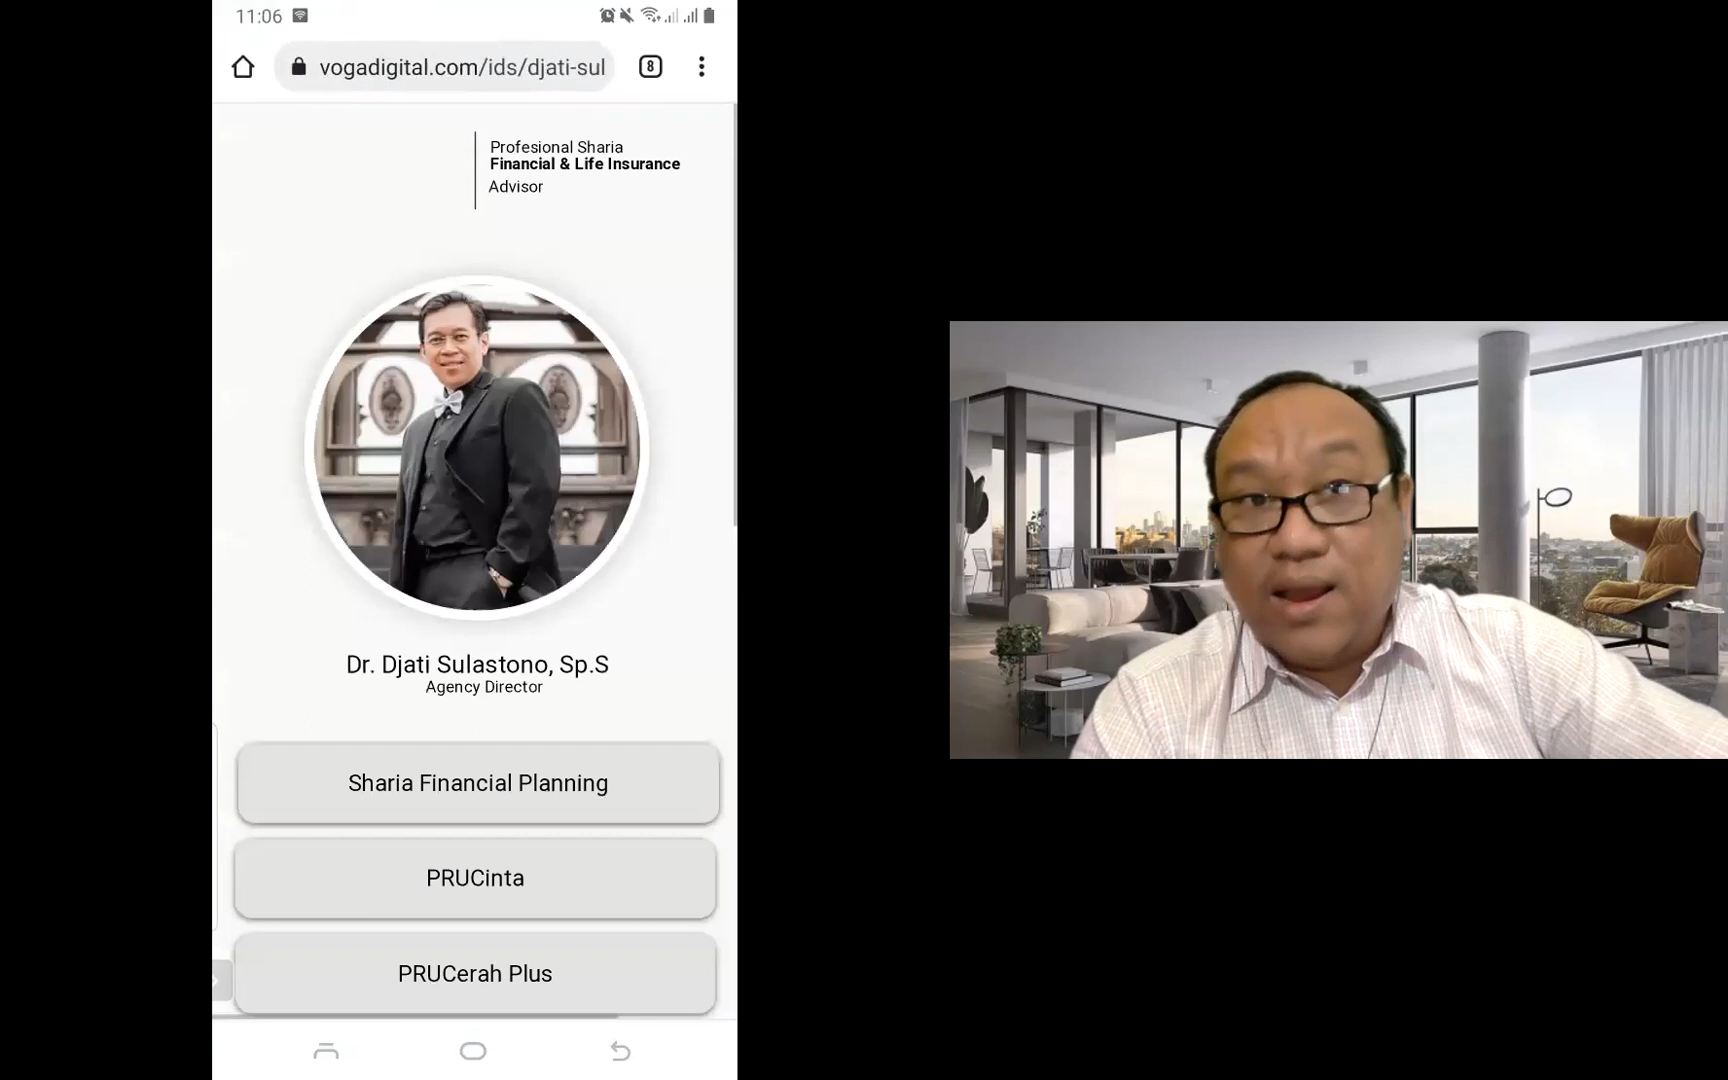 11:06
vogadigital.com/ids/djati-sul
8
Profesional Sharia
Financial & Life Insurance
Advisor
Dr. Djati Sulastono, Sp.S
Agency Director
Sharia Financial Planning
PRUCinta
PRUCerah Plus